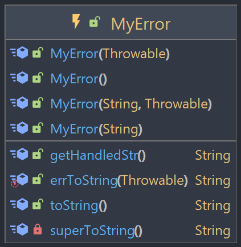 MyError
MyError(Throwable)
MyError()
MyError(String, Throwable)
MyError(String)
getHandledStr() String
errToString(Throwable) String
toString() String
superToString() String